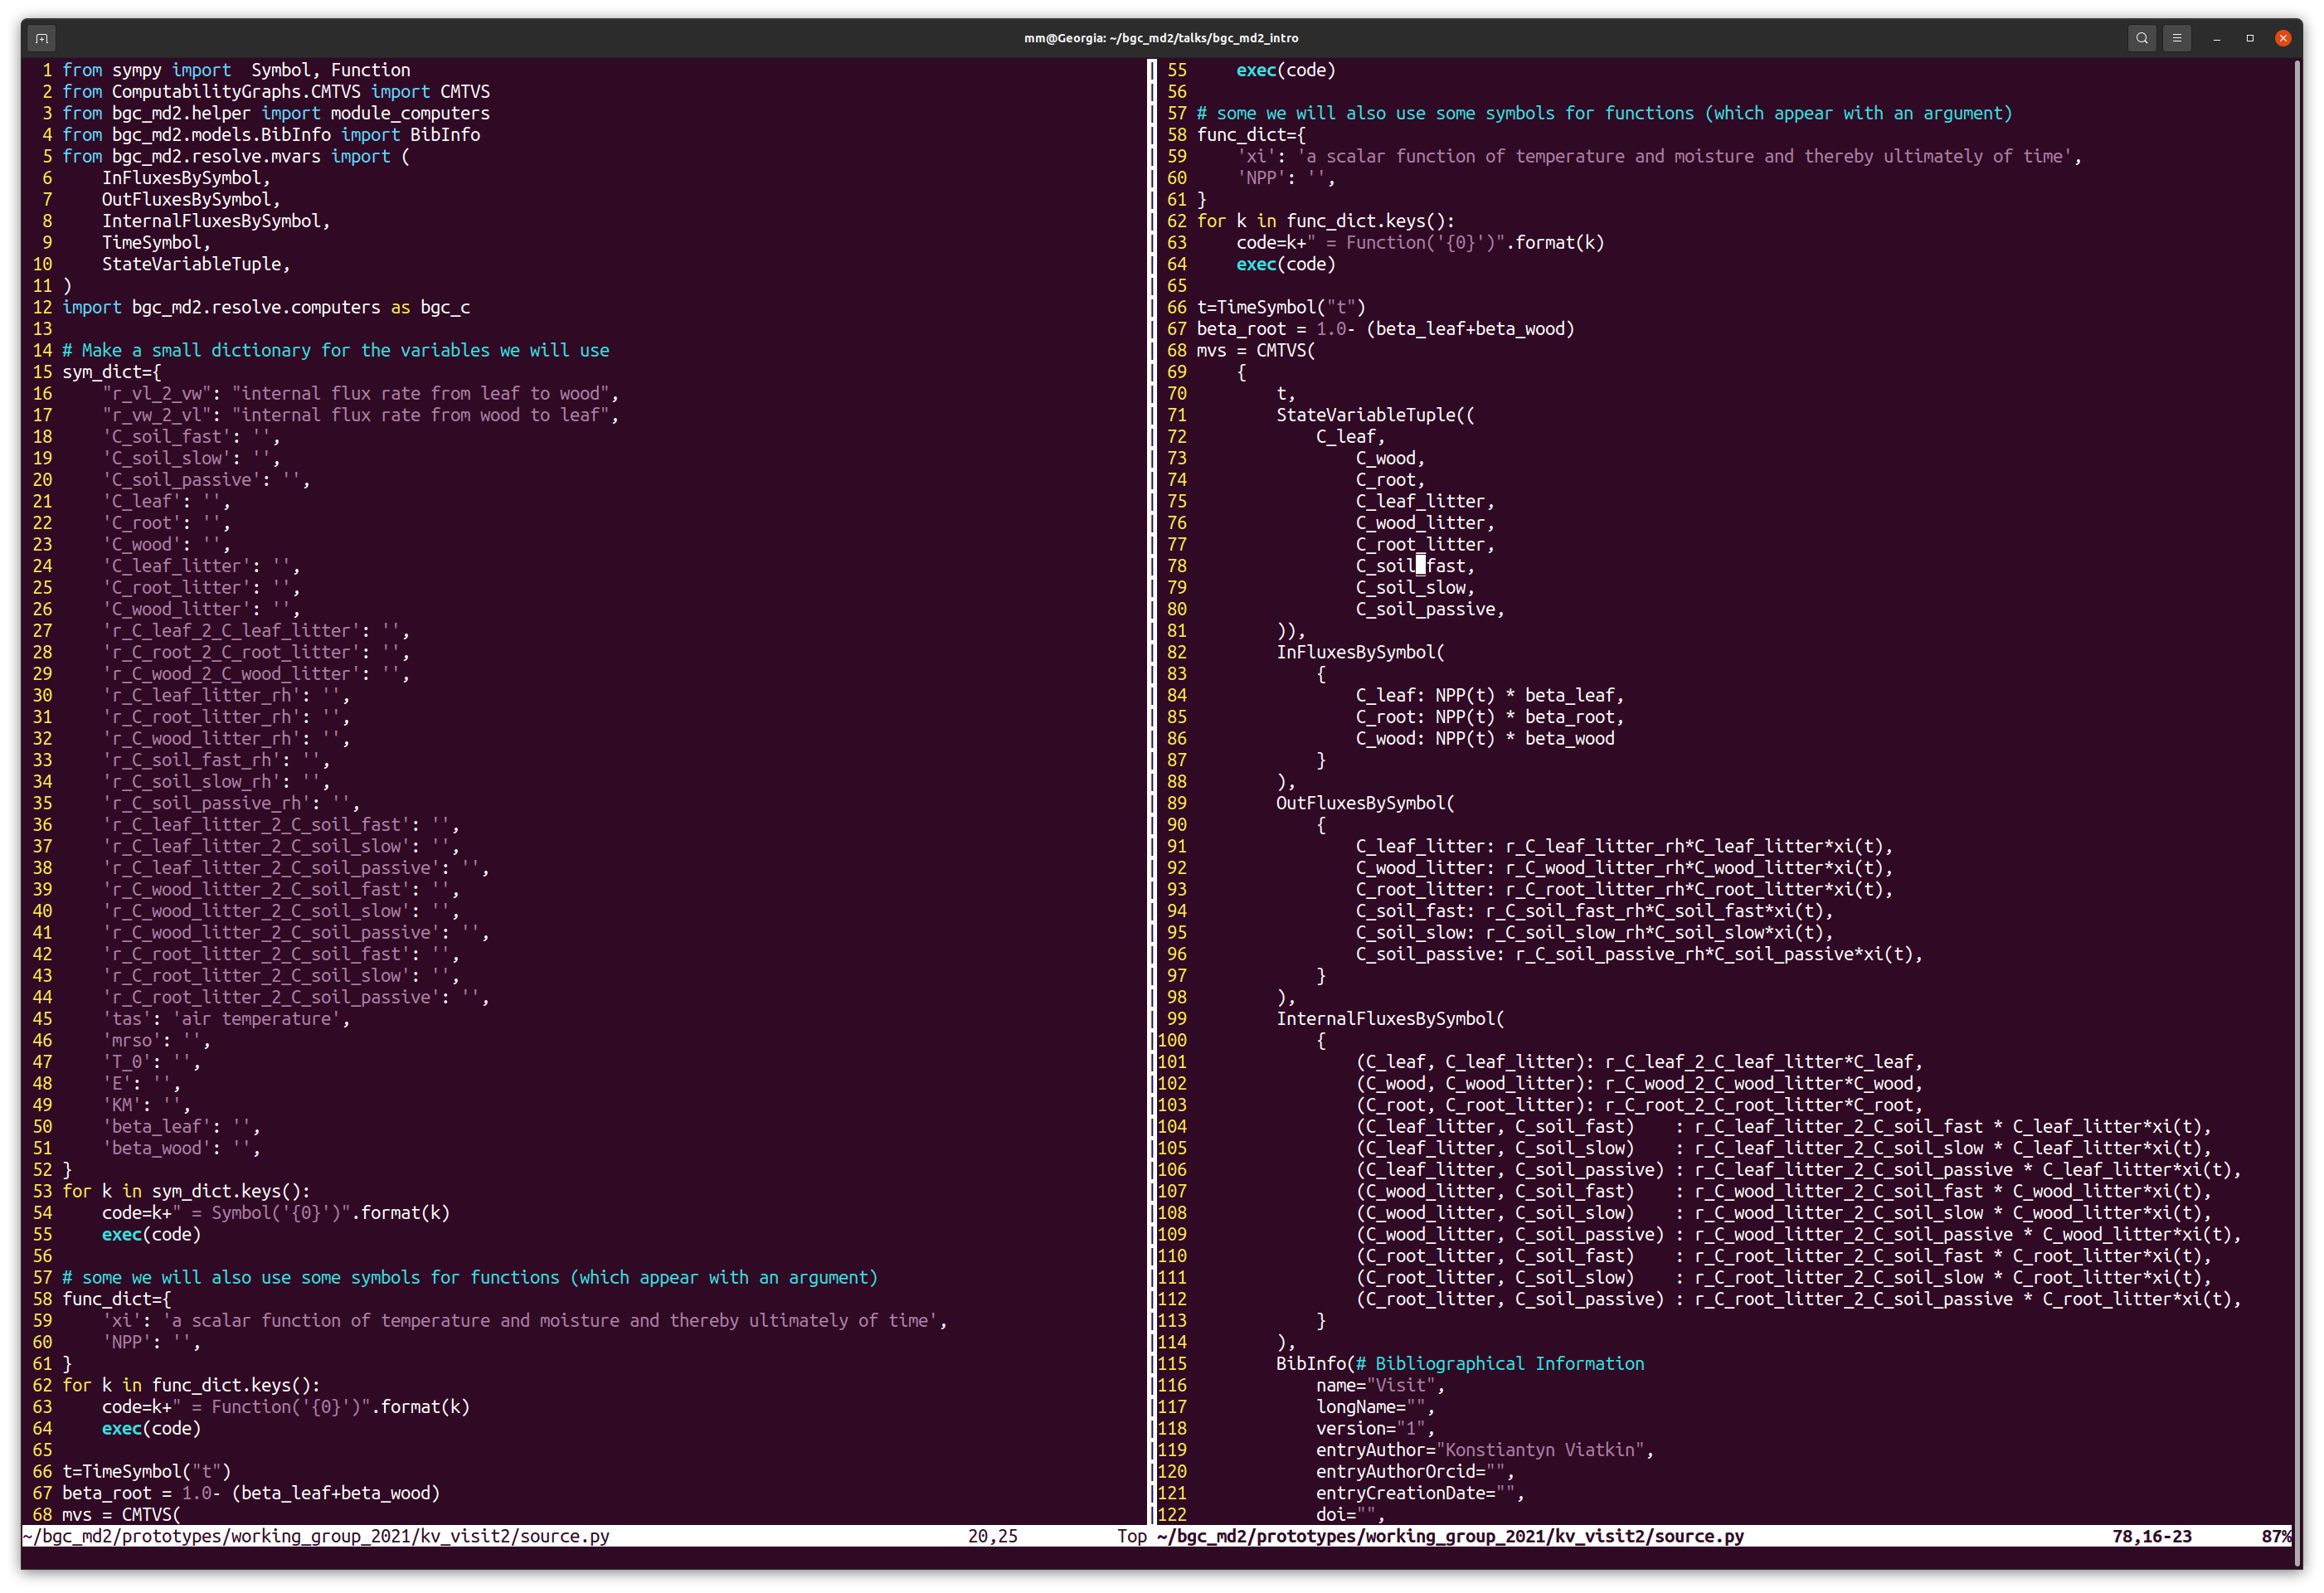 mm@Georgia: ~/bgc_md2/talks/bgc_md2_intro
1 from sympy import  Symbol, Function
2 from ComputabilityGraphs.CMTVS import CMTVS
3 from bgc_md2.helper import module_computers
4 from bgc_md2.models.BibInfo import BibInfo
5 from bgc_md2.resolve.mvars import (
6     InFluxesBySymbol,
7     OutFluxesBySymbol,
8     InternalFluxesBySymbol,
9     TimeSymbol,
10     StateVariableTuple,
11 )
12 import bgc_md2.resolve.computers as bgc_c
13
14 # Make a small dictionary for the variables we will use
15 sym_dict={
16     "r_vl_2_vw": "internal flux rate from leaf to wood",
17     "r_vw_2_vl": "internal flux rate from wood to leaf",
18     'C_soil_fast': '',
19     'C_soil_slow': '',
20     'C_soil_passive': '',
21     'C_leaf': '',
22     'C_root': '',
23     'C_wood': '',
24     'C_leaf_litter': '',
25     'C_root_litter': '',
26     'C_wood_litter': '',
27     'r_C_leaf_2_C_leaf_litter': '',
28     'r_C_root_2_C_root_litter': '',
29     'r_C_wood_2_C_wood_litter': '',
30     'r_C_leaf_litter_rh': '',
31     'r_C_root_litter_rh': '',
32     'r_C_wood_litter_rh': '',
33     'r_C_soil_fast_rh': '',
34     'r_C_soil_slow_rh': '',
35     'r_C_soil_passive_rh': '',
36     'r_C_leaf_litter_2_C_soil_fast': '',
37     'r_C_leaf_litter_2_C_soil_slow': '',
38     'r_C_leaf_litter_2_C_soil_passive': '',
39     'r_C_wood_litter_2_C_soil_fast': '',
40     'r_C_wood_litter_2_C_soil_slow': '',
41     'r_C_wood_litter_2_C_soil_passive': '',
42     'r_C_root_litter_2_C_soil_fast': '',
43     'r_C_root_litter_2_C_soil_slow': '',
44     'r_C_root_litter_2_C_soil_passive': '',
45     'tas': 'air temperature',
46     'mrso': '',
47     'T_0': '',
48     'E': '',
49     'KM': '',
50     'beta_leaf': '',
51     'beta_wood': '',
52 }
53 for k in sym_dict.keys():
54     code=k+" = Symbol('{0}')".format(k)
55     exec(code)
56
57 # some we will also use some symbols for functions (which appear with an argument)
58 func_dict={
59     'xi': 'a scalar function of temperature and moisture and thereby ultimately of time',
60     'NPP': '',
61 }
62 for k in func_dict.keys():
63     code=k+" = Function('{0}')".format(k)
64     exec(code)
65
66 t=TimeSymbol("t")
67 beta_root = 1.0- (beta_leaf+beta_wood)
68 mvs = CMTVS(
~/bgc_md2/prototypes/working_group_2021/kv_visit2/source.py 20,25 Top
55     exec(code)
56
57 # some we will also use some symbols for functions (which appear with an argument)
58 func_dict={
59     'xi': 'a scalar function of temperature and moisture and thereby ultimately of time',
60     'NPP': '',
61 }
62 for k in func_dict.keys():
63     code=k+" = Function('{0}')".format(k)
64     exec(code)
65
66 t=TimeSymbol("t")
67 beta_root = 1.0- (beta_leaf+beta_wood)
68 mvs = CMTVS(
69     {
70         t,
71         StateVariableTuple((
72             C_leaf,
73                 C_wood,
74                 C_root,
75                 C_leaf_litter,
76                 C_wood_litter,
77                 C_root_litter,
78                 C_soil_fast,
79                 C_soil_slow,
80                 C_soil_passive,
81         )),
82         InFluxesBySymbol(
83             {
84                 C_leaf: NPP(t) * beta_leaf,
85                 C_root: NPP(t) * beta_root,
86                 C_wood: NPP(t) * beta_wood
87             }
88         ),
89         OutFluxesBySymbol(
90             {
91                 C_leaf_litter: r_C_leaf_litter_rh*C_leaf_litter*xi(t),
92                 C_wood_litter: r_C_wood_litter_rh*C_wood_litter*xi(t),
93                 C_root_litter: r_C_root_litter_rh*C_root_litter*xi(t),
94                 C_soil_fast: r_C_soil_fast_rh*C_soil_fast*xi(t),
95                 C_soil_slow: r_C_soil_slow_rh*C_soil_slow*xi(t),
96                 C_soil_passive: r_C_soil_passive_rh*C_soil_passive*xi(t),
97             }
98         ),
99         InternalFluxesBySymbol(
100             {
101                 (C_leaf, C_leaf_litter): r_C_leaf_2_C_leaf_litter*C_leaf,
102                 (C_wood, C_wood_litter): r_C_wood_2_C_wood_litter*C_wood,
103                 (C_root, C_root_litter): r_C_root_2_C_root_litter*C_root,
104                 (C_leaf_litter, C_soil_fast)    : r_C_leaf_litter_2_C_soil_fast * C_leaf_litter*xi(t),
105                 (C_leaf_litter, C_soil_slow)    : r_C_leaf_litter_2_C_soil_slow * C_leaf_litter*xi(t),
106                 (C_leaf_litter, C_soil_passive) : r_C_leaf_litter_2_C_soil_passive * C_leaf_litter*xi(t),
107                 (C_wood_litter, C_soil_fast)    : r_C_wood_litter_2_C_soil_fast * C_wood_litter*xi(t),
108                 (C_wood_litter, C_soil_slow)    : r_C_wood_litter_2_C_soil_slow * C_wood_litter*xi(t),
109                 (C_wood_litter, C_soil_passive) : r_C_wood_litter_2_C_soil_passive * C_wood_litter*xi(t),
110                 (C_root_litter, C_soil_fast)    : r_C_root_litter_2_C_soil_fast * C_root_litter*xi(t),
111                 (C_root_litter, C_soil_slow)    : r_C_root_litter_2_C_soil_slow * C_root_litter*xi(t),
112                 (C_root_litter, C_soil_passive) : r_C_root_litter_2_C_soil_passive * C_root_litter*xi(t),
113             }
114         ),
115         BibInfo(# Bibliographical Information
116             name="Visit",
117             longName="",
118             version="1",
119             entryAuthor="Konstiantyn Viatkin",
120             entryAuthorOrcid="",
121             entryCreationDate="",
122             doi="",
~/bgc_md2/prototypes/working_group_2021/kv_visit2/source.py 78,16-23 87%